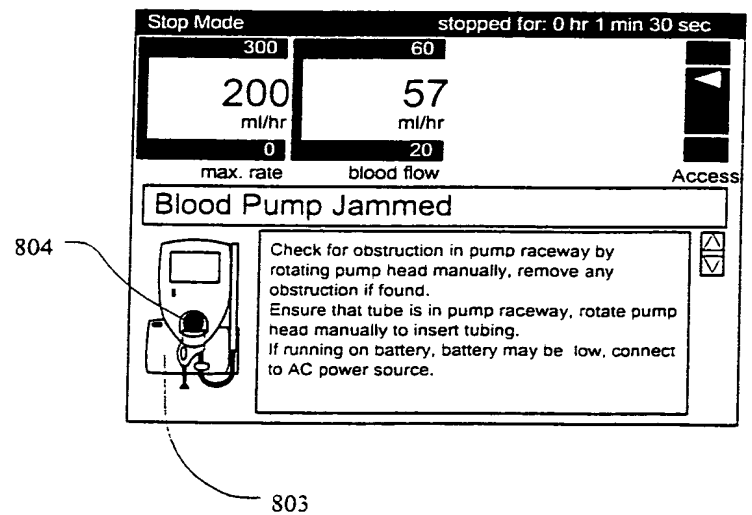 Stop Mode stopped for: 0 hr 1 min 30 sec
300 60
200 57
ml/hr ml/hr
0 20
max. rate blood flow Access
Blood Pump Jammed
804
Check for obstruction in pump raceway by
rotating pump head manually, remove any
obstruction if found.
Ensure that tube is in pump raceway, rotate pump
head manually to insert tubing.
If running on battery, battery may be low, connect
to AC power source.
803